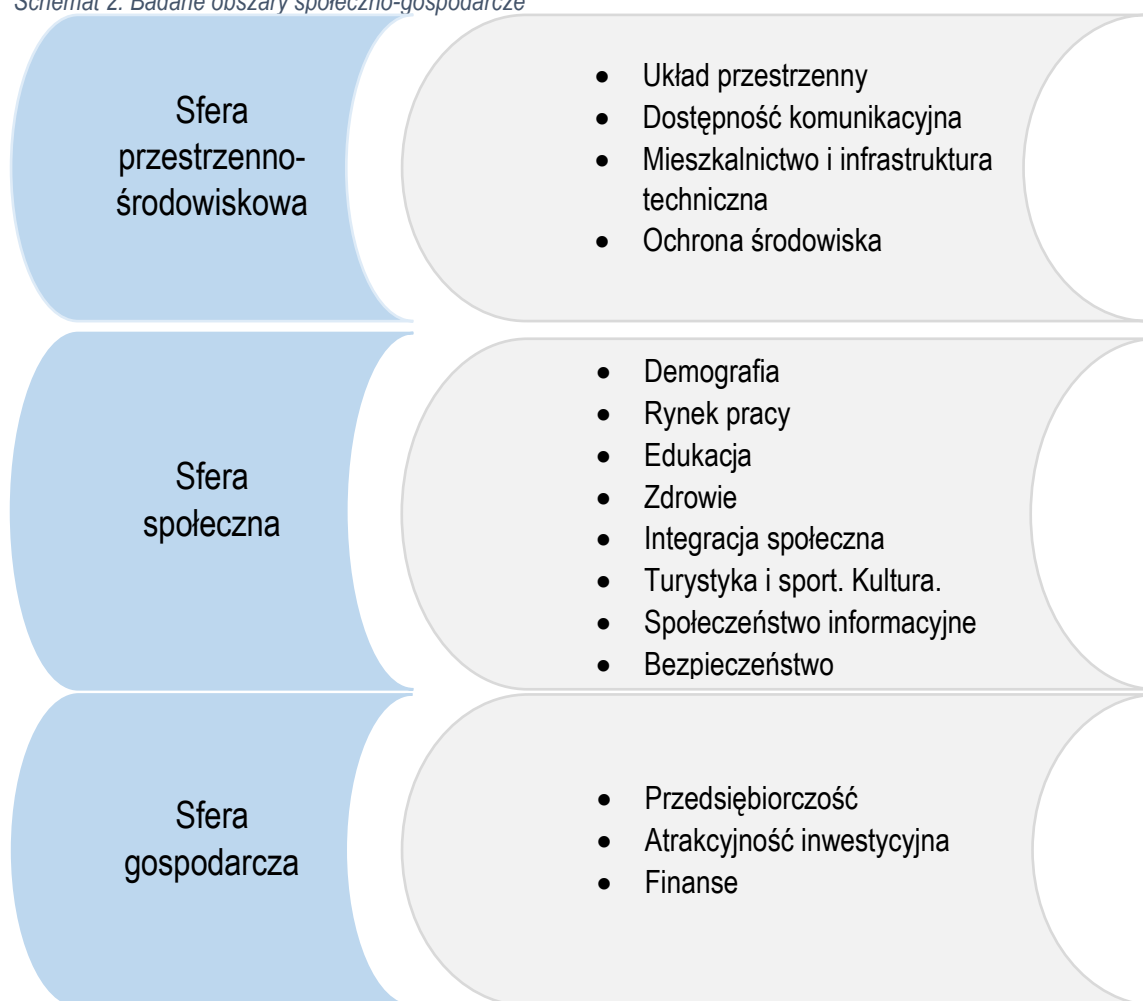 Schemat 2. Badane obszary społeczno-gospodarcze
Sfera
przestrzenno-
środowiskowa
• Układ przestrzenny
• Dostępność komunikacyjna
• Mieszkalnictwo i infrastruktura
techniczna
• Ochrona środowiska
Sfera
społeczna
• Demografia
• Rynek pracy
• Edukacja
• Zdrowie
• Integracja społeczna
• Turystyka i sport. Kultura.
• Społeczeństwo informacyjne
• Bezpieczeństwo
Sfera
gospodarcza
• Przedsiębiorczość
• Atrakcyjność inwestycyjna
• Finanse